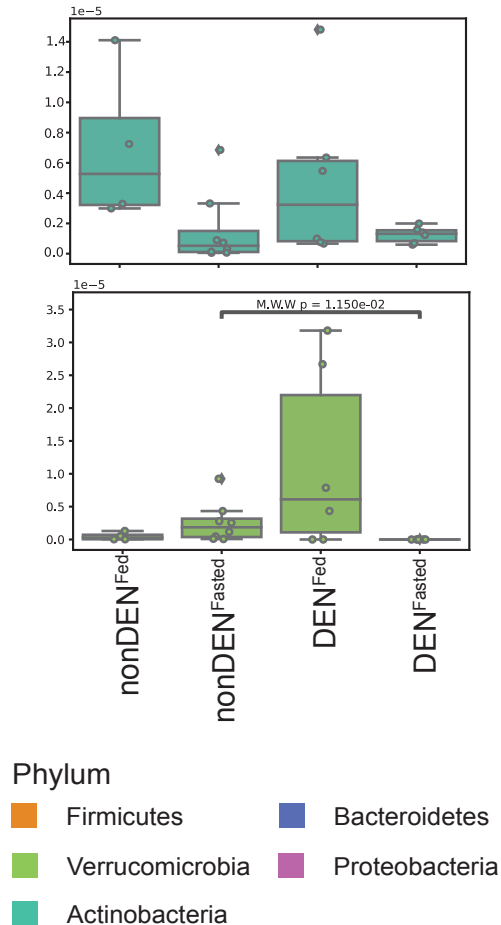 1e−5
1.4
1.2
1.0
0.8
0.6
0.4
0.2
0.0
1e−5
M.W.W p = 1.150e-02
3.5
3.0
2.5
2.0
1.5
1.0
0.5
0.0
nonDENFed
nonDENFasted
DENFed
DENFasted
Phylum
Firmicutes Bacteroidetes
Verrucomicrobia Proteobacteria
Actinobacteria